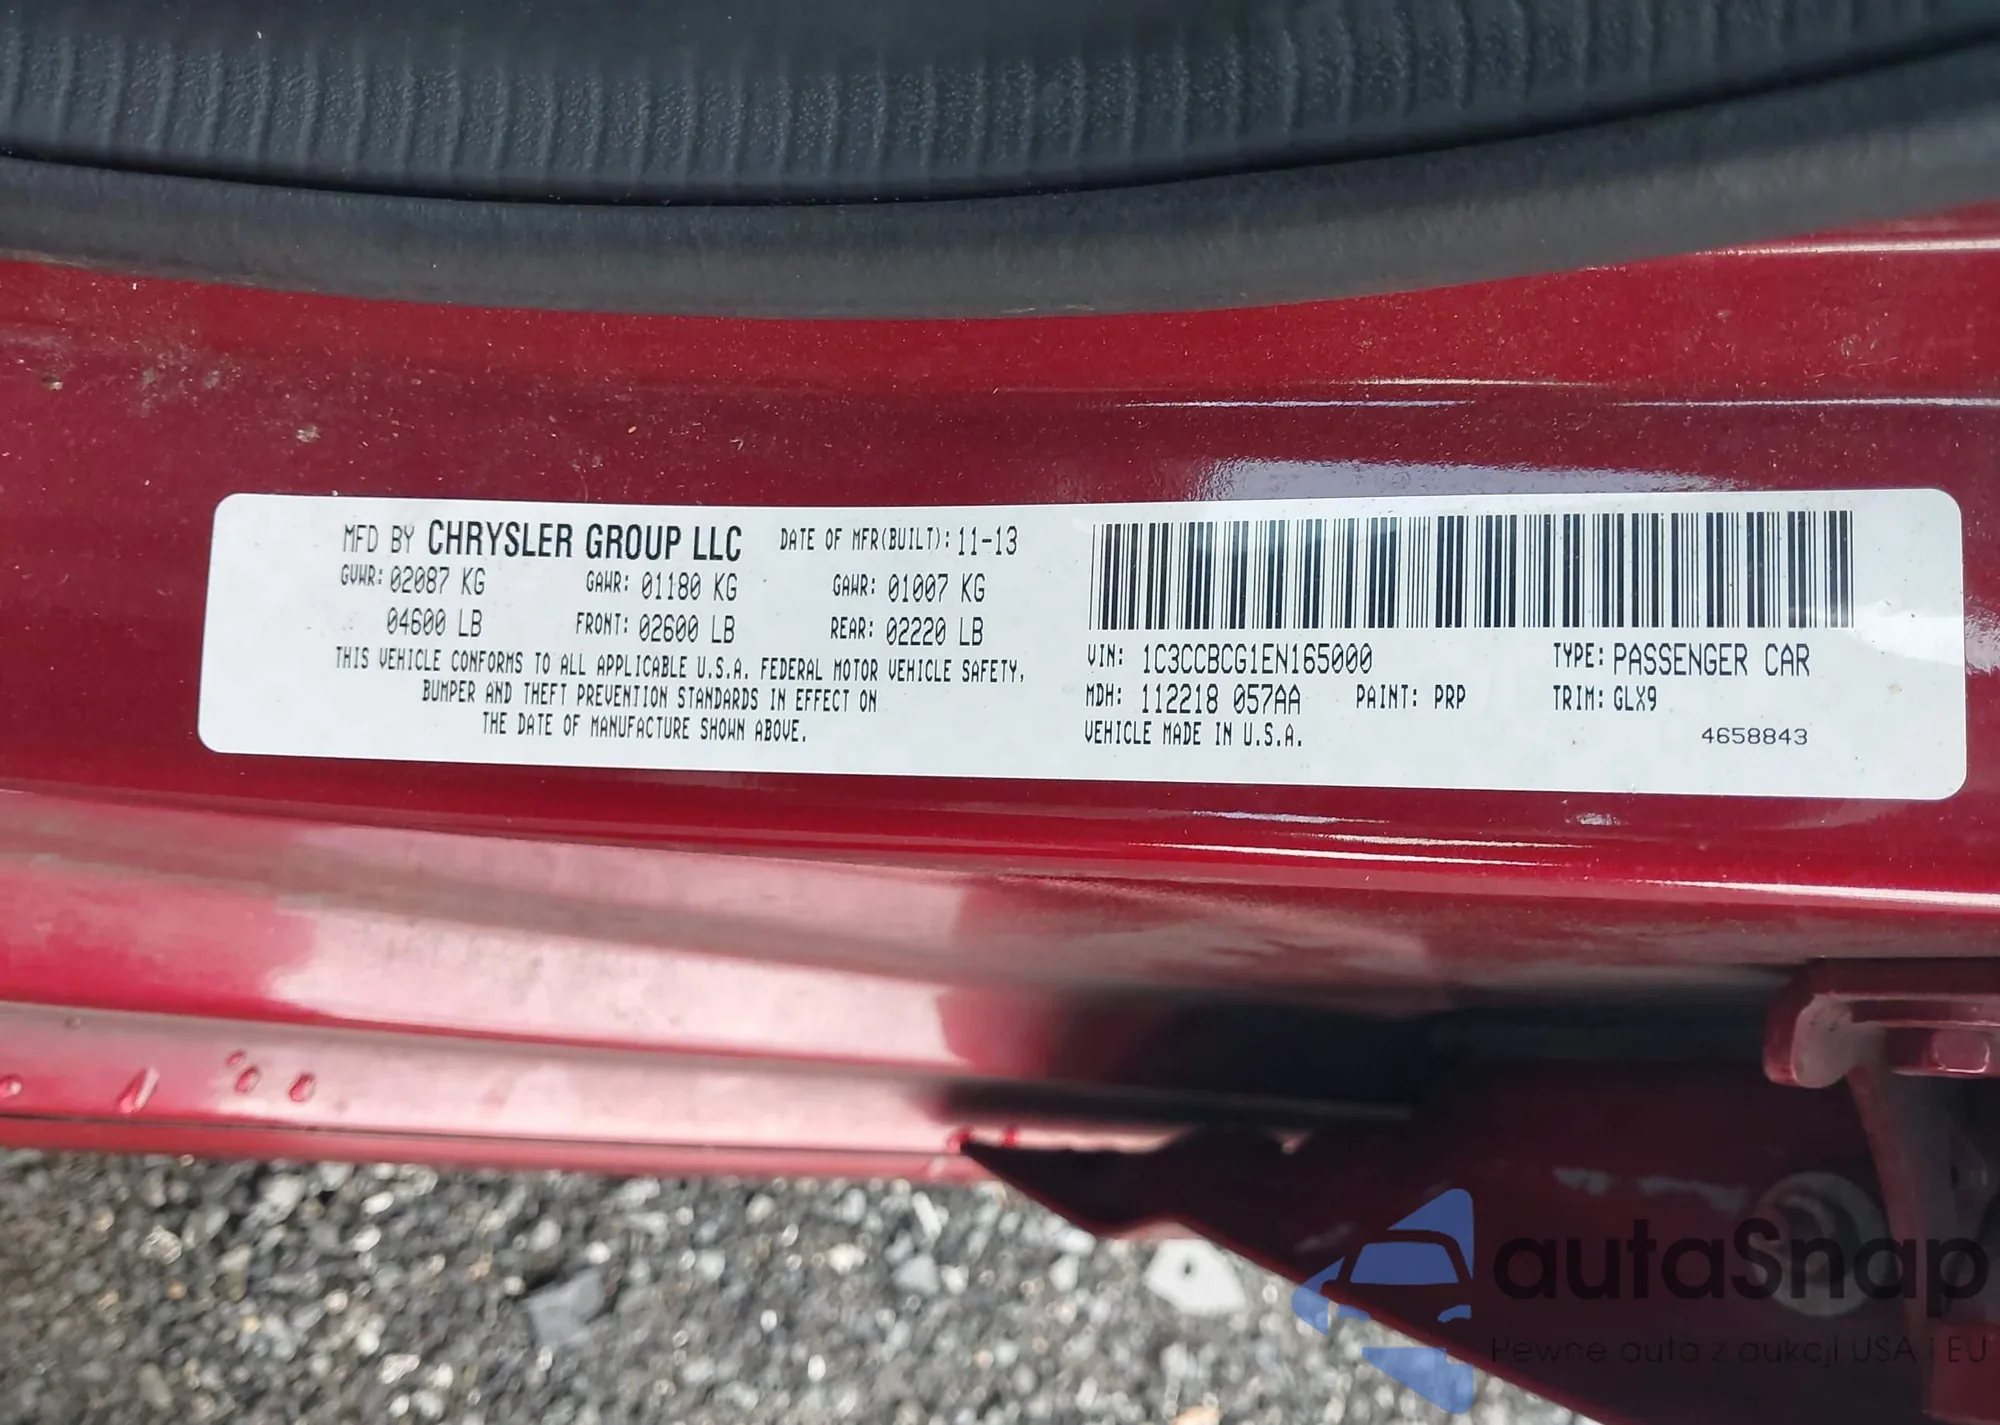 MFD BY CHRYSLER GROUP LLC DATE OF MFR(BUILT): 11-13
GVWR: 02087 KG GAWR: 01180 KG GAWR: 01007 KG
04600 LB FRONT: 02600 LB REAR: 02220 LB
THIS VEHICLE CONFORMS TO ALL APPLICABLE U.S.A. FEDERAL MOTOR VEHICLE SAFETY,
BUMPER AND THEFT PREVENTION STANDARDS IN EFFECT ON
THE DATE OF MANUFACTURE SHOWN ABOVE.
VIN: 1C3CCBCG1EN165000 TYPE: PASSENGER CAR
MDH: 112218 057AA PAINT: PRP TRIM: GLX9
VEHICLE MADE IN U.S.A. 4658843
autaSnap
Pewne auta z aukcji USA i EU